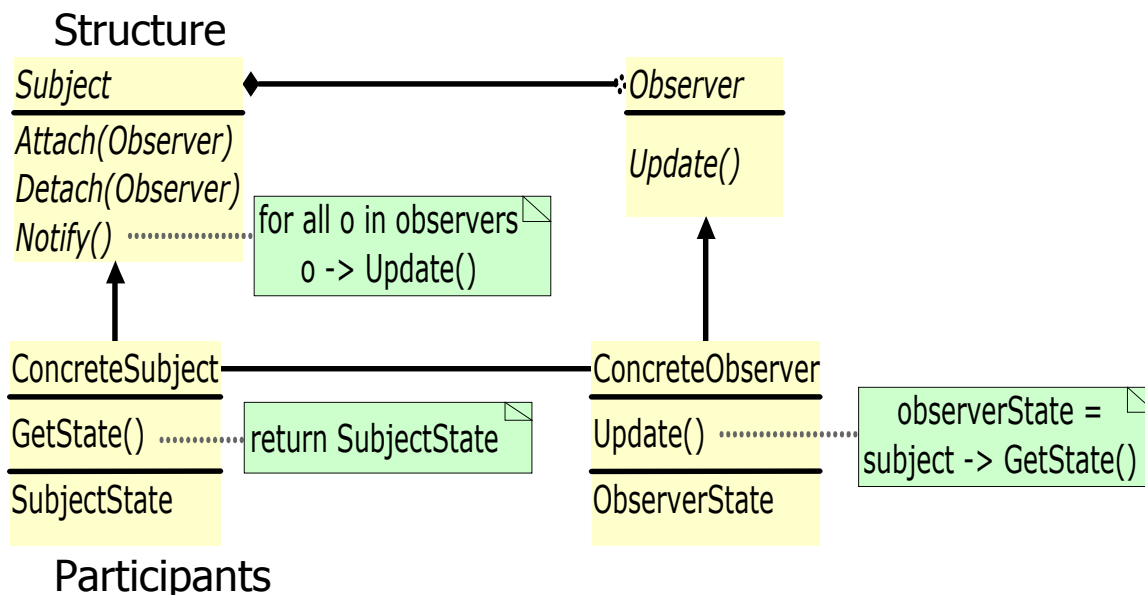 Structure
Subject
Attach(Observer)
Detach(Observer)
Notify()
for all o in observers
o -> Update()
Observer
Update()
ConcreteSubject
GetState()
return SubjectState
SubjectState
ConcreteObserver
Update()
observerState =
subject -> GetState()
ObserverState
Participants